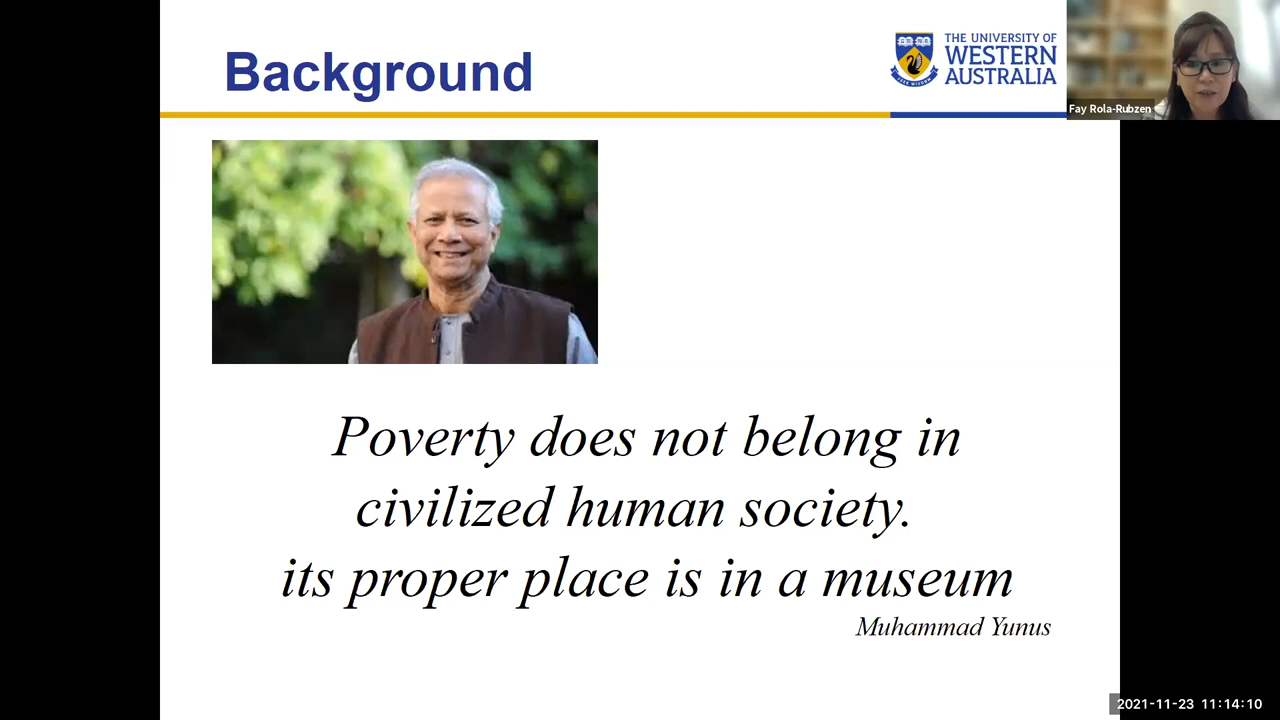 Background
THE UNIVERSITY OF
WESTERN
AUSTRALIA
Fay Rola-Rubzen
Poverty does not belong in
civilized human society.
its proper place is in a museum
Muhammad Yunus
2021-11-23 11:14:10